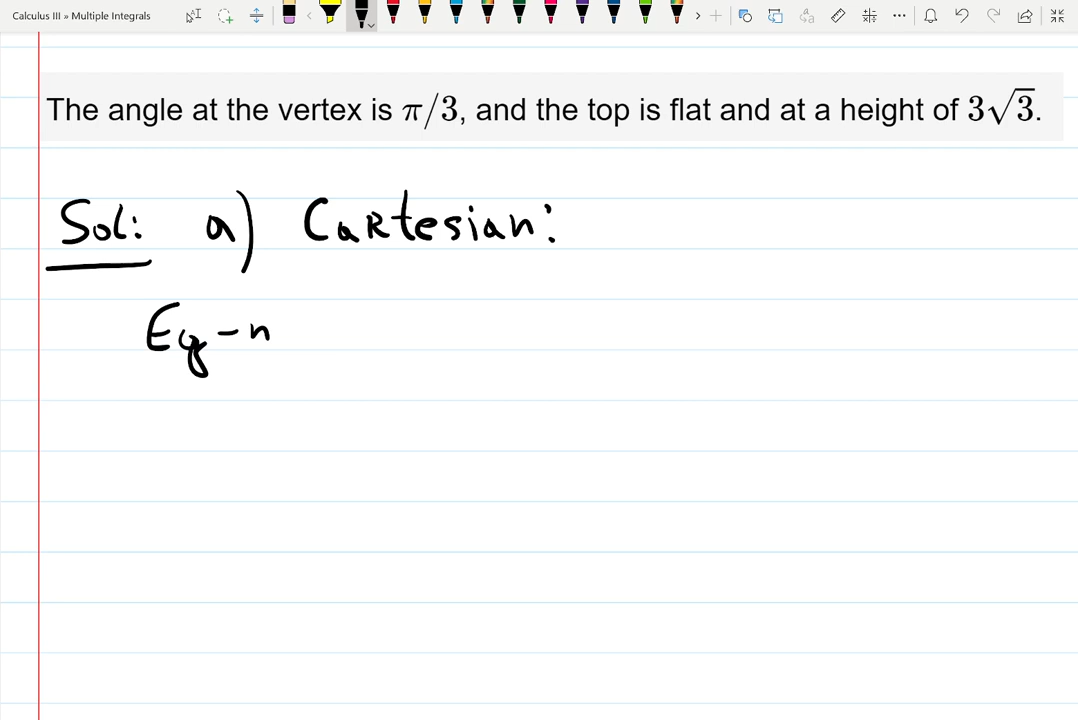 Calculus III » Multiple Integrals
The angle at the vertex is π/3, and the top is flat and at a height of 3√3.
Sol: a) Cartesian:
Eq-n